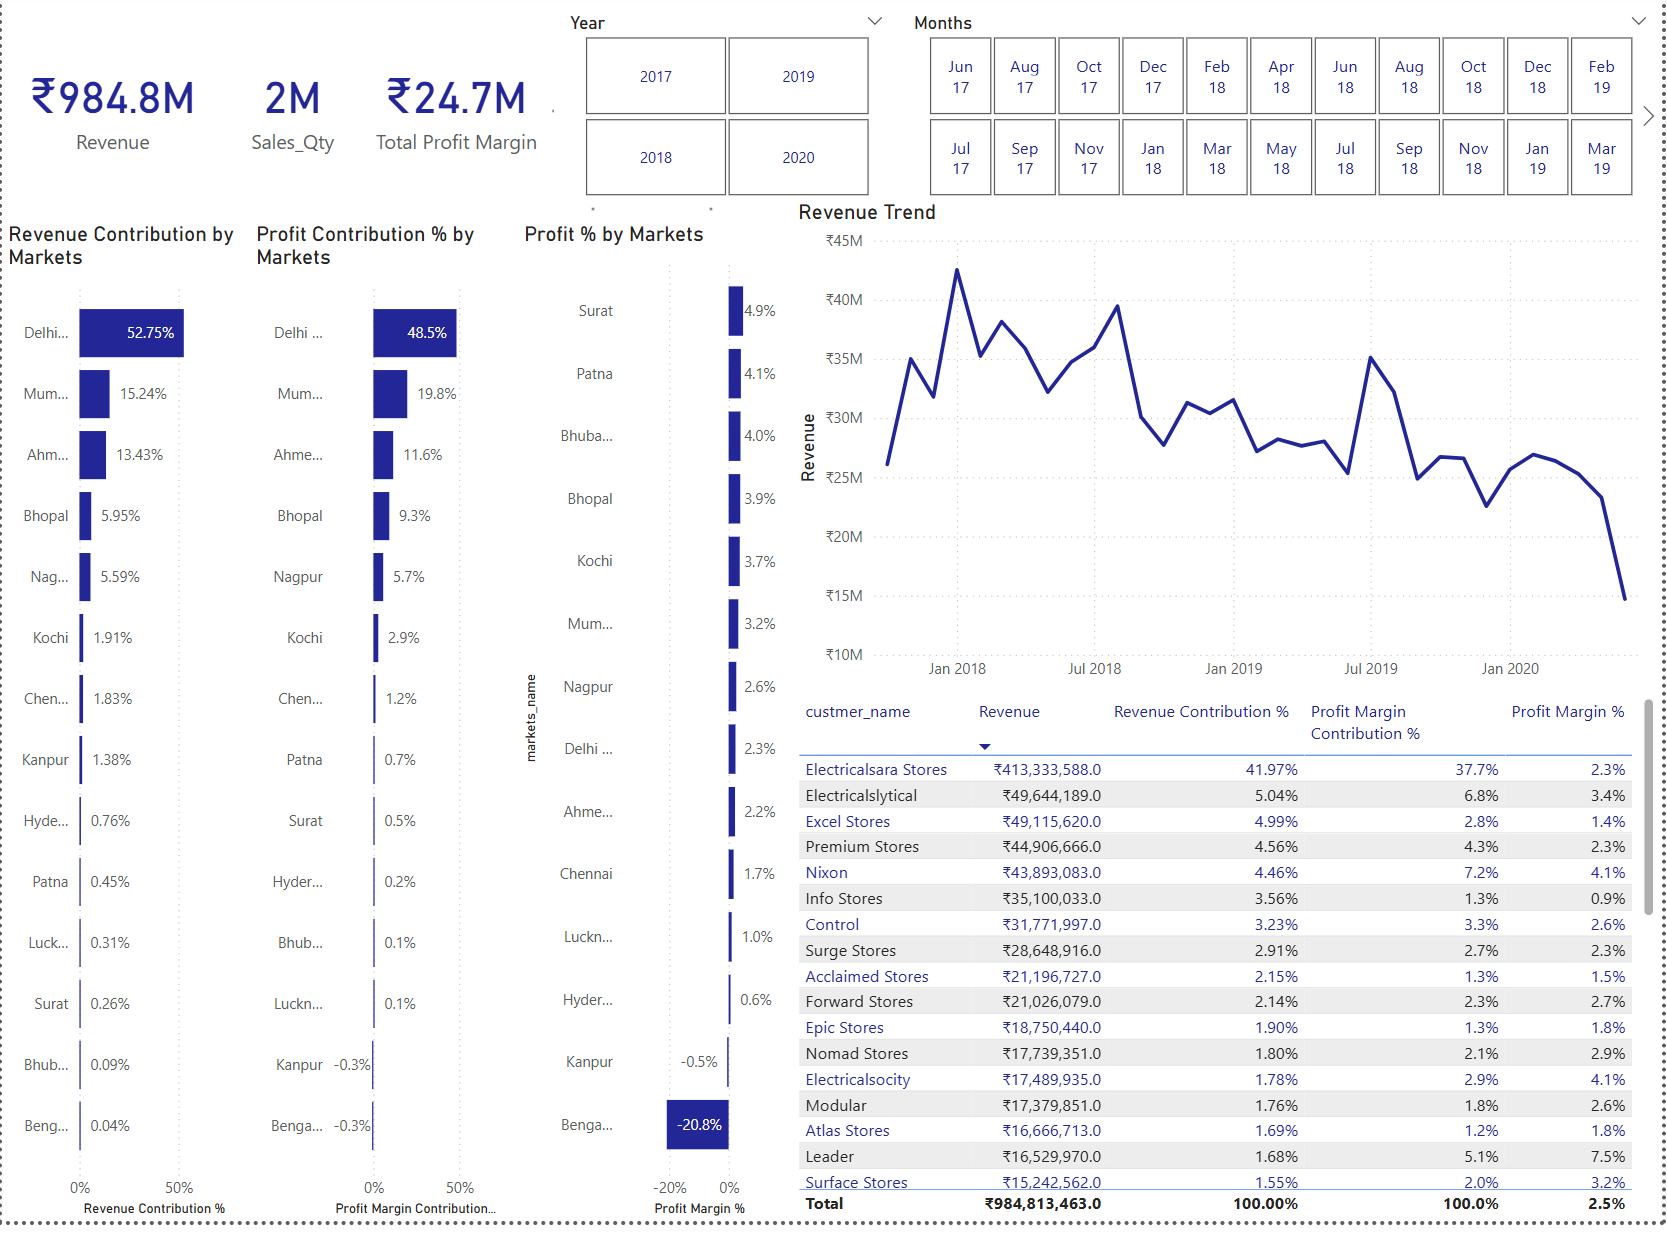 ₹984.8M
Revenue
2M
Sales_Qty
₹24.7M
Total Profit Margin
Year
2017
2019
2018
2020
Months
Jun 17
Aug 17
Oct 17
Dec 17
Feb 18
Apr 18
Jun 18
Aug 18
Oct 18
Dec 18
Feb 19
Jul 17
Sep 17
Nov 17
Jan 18
Mar 18
May 18
Jul 18
Sep 18
Nov 18
Jan 19
Mar 19
Revenue Contribution by
Markets
Delhi... 52.75%
Mum... 15.24%
Ahm... 13.43%
Bhopal 5.95%
Nag... 5.59%
Kochi 1.91%
Chen... 1.83%
Kanpur 1.38%
Hyde... 0.76%
Patna 0.45%
Luck... 0.31%
Surat 0.26%
Bhub... 0.09%
Beng... 0.04%
0% 50%
Revenue Contribution %
Profit Contribution % by
Markets
Delhi ... 48.5%
Mum... 19.8%
Ahme... 11.6%
Bhopal 9.3%
Nagpur 5.7%
Kochi 2.9%
Chen... 1.2%
Patna 0.7%
Surat 0.5%
Hyder... 0.2%
Bhub... 0.1%
Luckn... 0.1%
Kanpur -0.3%
Benga... -0.3%
0% 50%
Profit Margin Contribution...
Profit % by Markets
markets_name
Surat 4.9%
Patna 4.1%
Bhuba... 4.0%
Bhopal 3.9%
Kochi 3.7%
Mum... 3.2%
Nagpur 2.6%
Delhi ... 2.3%
Ahme... 2.2%
Chennai 1.7%
Luckn... 1.0%
Hyder... 0.6%
Kanpur -0.5%
Benga... -20.8%
-20% 0%
Profit Margin %
Revenue Trend
Revenue
₹45M
₹40M
₹35M
₹30M
₹25M
₹20M
₹15M
₹10M
Jan 2018 Jul 2018 Jan 2019 Jul 2019 Jan 2020
custmer_name Revenue Revenue Contribution % Profit Margin Contribution % Profit Margin %
Electricalsara Stores ₹413,333,588.0 41.97% 37.7% 2.3%
Electricalslytical ₹49,644,189.0 5.04% 6.8% 3.4%
Excel Stores ₹49,115,620.0 4.99% 2.8% 1.4%
Premium Stores ₹44,906,666.0 4.56% 4.3% 2.3%
Nixon ₹43,893,083.0 4.46% 7.2% 4.1%
Info Stores ₹35,100,033.0 3.56% 1.3% 0.9%
Control ₹31,771,997.0 3.23% 3.3% 2.6%
Surge Stores ₹28,648,916.0 2.91% 2.7% 2.3%
Acclaimed Stores ₹21,196,727.0 2.15% 1.3% 1.5%
Forward Stores ₹21,026,079.0 2.14% 2.3% 2.7%
Epic Stores ₹18,750,440.0 1.90% 1.3% 1.8%
Nomad Stores ₹17,739,351.0 1.80% 2.1% 2.9%
Electricalsocity ₹17,489,935.0 1.78% 2.9% 4.1%
Modular ₹17,379,851.0 1.76% 1.8% 2.6%
Atlas Stores ₹16,666,713.0 1.69% 1.2% 1.8%
Leader ₹16,529,970.0 1.68% 5.1% 7.5%
Surface Stores ₹15,242,562.0 1.55% 2.0% 3.2%
Total ₹984,813,463.0 100.00% 100.0% 2.5%